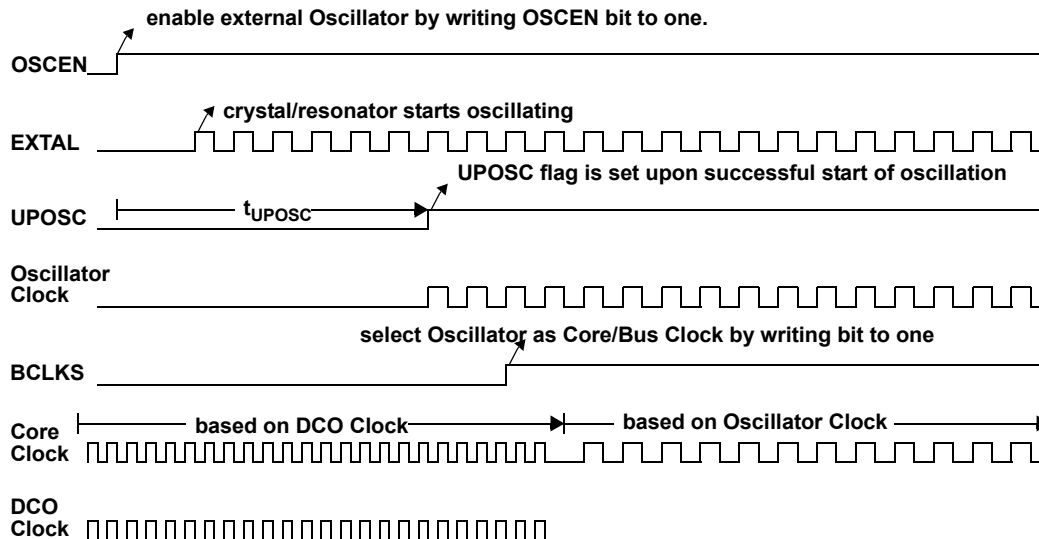 enable external Oscillator by writing OSCEN bit to one.
OSCEN
crystal/resonator starts oscillating
EXTAL
UPOSC flag is set upon successful start of oscillation
tUPOSC
UPOSC
Oscillator
Clock
select Oscillator as Core/Bus Clock by writing bit to one
BCLKS
based on DCO Clock
based on Oscillator Clock
Core
Clock
DCO
Clock